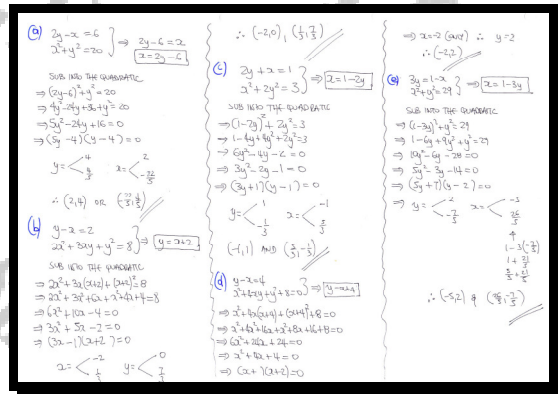 (a) 2y-x=6
x²+y²=20 } ⇒ 2y-6=x
x=2y-6
SUB INTO THE QUADRATIC
⇒ (2y-6)²+y²=20
⇒ 4y²-24y+36+y²=20
⇒ 5y²-24y+16=0
⇒ (5y-4)(y-4)=0
y= < 4, 4/5 x= < 2, -22/5
∴ (2,4) OR (-22/5, 4/5)
(b) y-x=2
2x²+3xy+y²=8 } ⇒ y=x+2
SUB INTO THE QUADRATIC
⇒ 2x²+3x(x+2)+(x+2)²=8
⇒ 2x²+3x²+6x+x²+4x+4=8
⇒ 6x²+10x-4=0
⇒ 3x²+5x-2=0
⇒ (3x-1)(x+2)=0
x= < -2, 1/3 y= < 0, 7/3
∴ (-2,0), (1/3, 7/3)
(c) 2y+x=1
x²+2y²=3 } ⇒ x=1-2y
SUB INTO THE QUADRATIC
⇒ (1-2y)²+2y²=3
⇒ 1-4y+4y²+2y²=3
⇒ 6y²-4y-2=0
⇒ 3y²-2y-1=0
⇒ (3y+1)(y-1)=0
y= < 1, -1/3 x= < -1, 5/3
(-1,1) AND (5/3, -1/3)
(d) y-x=4
x²+4xy+y²+8=0 } ⇒ y=x+4
⇒ x²+4x(x+4)+(x+4)²+8=0
⇒ x²+4x²+16x+x²+8x+16+8=0
⇒ 6x²+24x+24=0
⇒ x²+4x+4=0
⇒ (x+ )(x+2)=0
⇒ x=-2 ∴ y=2
∴ (-2,2)
(e) 3y=1-x
x²+y²=29 } ⇒ x=1-3y
SUB INTO THE QUADRATIC
⇒ (1-3y)²+y²=29
⇒ 1-6y+9y²+y²=29
⇒ 10y²-6y-28=0
⇒ 5y²-3y-14=0
⇒ (5y+7)(y-2)=0
⇒ y= < 2, -7/5 x= < -5, 26/5
1-3(-7/5)
1+21/5
5/5+21/5
∴ (-5,2) & (26/5, -7/5)